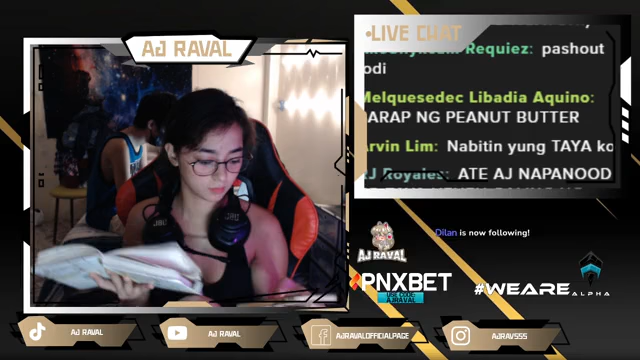 AJ RAVAL
LIVE CHAT
Requiez: pashout
odi
Melquesedec Libadia Aquino:
SARAP NG PEANUT BUTTER
Arvin Lim: Nabitin yung TAYA ko
Royales: ATE AJ NAPANOOD
AJ RAVAL
Dilan is now following!
PNXBET
AJRAVAL
#WEARE ALPHA
AJ RAVAL
AJ RAVAL
AJRAVALOFFICIALPAGE
AJRAV555